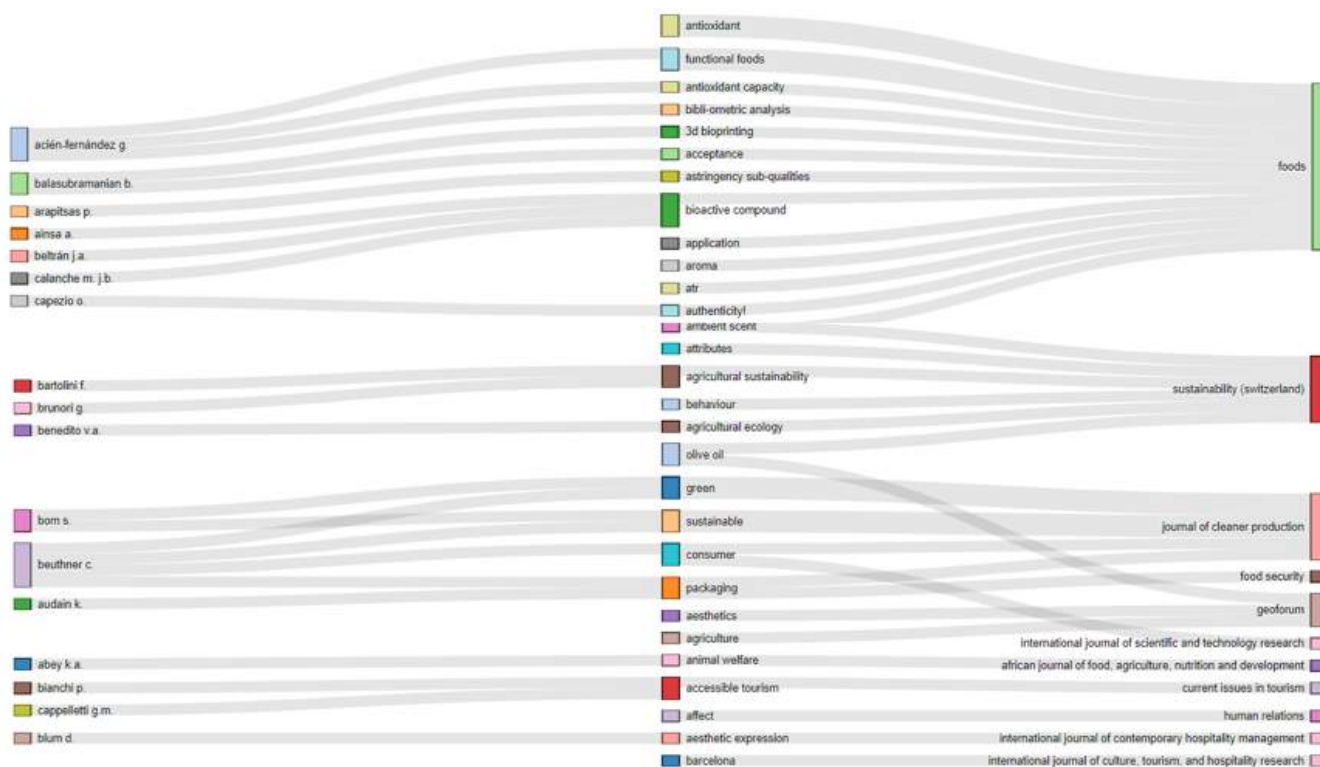 acién-fernández g.
balasubramanian b.
arapitsas p.
ainsa a.
beltrán j.a.
calanche m. j.b.
capezio o.
bartolini f.
brunori g.
benedito v.a.
bom s.
beuthner c.
audain k.
abey k.a.
bianchi p.
cappelletti g.m.
blum d.
antioxidant
functional foods
antioxidant capacity
bibli-ometric analysis
3d bioprinting
acceptance
astringency sub-qualities
bioactive compound
application
aroma
atr
authenticity!
ambient scent
attributes
agricultural sustainability
behaviour
agricultural ecology
olive oil
green
sustainable
consumer
packaging
aesthetics
agriculture
animal welfare
accessible tourism
affect
aesthetic expression
barcelona
foods
sustainability (switzerland)
journal of cleaner production
food security
geoforum
international journal of scientific and technology research
african journal of food, agriculture, nutrition and development
current issues in tourism
human relations
international journal of contemporary hospitality management
international journal of culture, tourism, and hospitality research